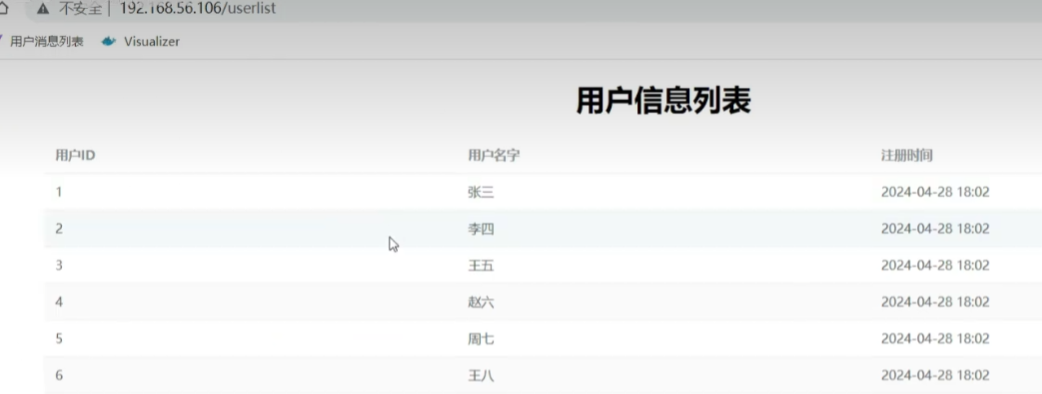 不安全 | 192.168.56.106/userlist
用户消息列表 Visualizer
用户信息列表
用户ID 用户名字 注册时间
1 张三 2024-04-28 18:02
2 李四 2024-04-28 18:02
3 王五 2024-04-28 18:02
4 赵六 2024-04-28 18:02
5 周七 2024-04-28 18:02
6 王八 2024-04-28 18:02